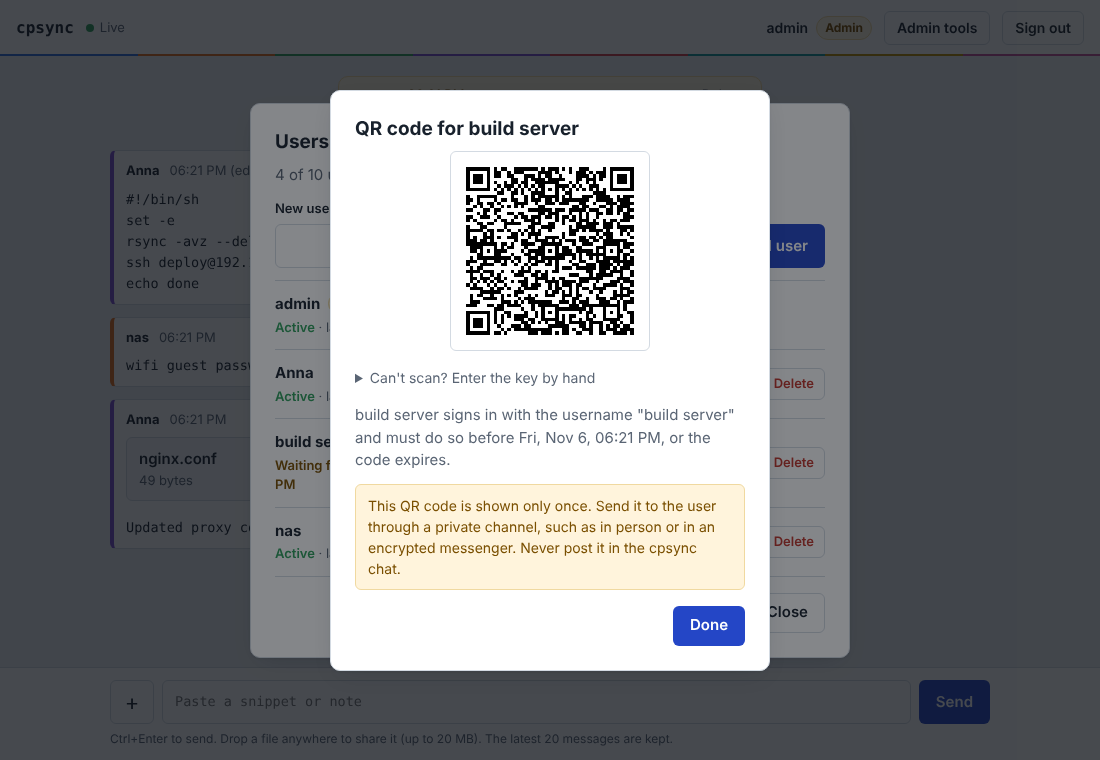 cpsync Live admin Admin Admin tools Sign out
QR code for build server
Users
4 of 10
New use
user
Anna 06:21 PM (ed
#!/bin/sh
set -e
rsync -avz --de
ssh deploy@192.
echo done
nas 06:21 PM
wifi guest passw
Anna 06:21 PM
nginx.conf
49 bytes
Updated proxy c
admin
Active ·
Anna
Active ·
Delete
build se
Waiting f
PM
Delete
nas
Active ·
Delete
Close
Can't scan? Enter the key by hand
build server signs in with the username "build server"
and must do so before Fri, Nov 6, 06:21 PM, or the
code expires.
This QR code is shown only once. Send it to the user
through a private channel, such as in person or in an
encrypted messenger. Never post it in the cpsync
chat.
Done
+ Paste a snippet or note Send
Ctrl+Enter to send. Drop a file anywhere to share it (up to 20 MB). The latest 20 messages are kept.